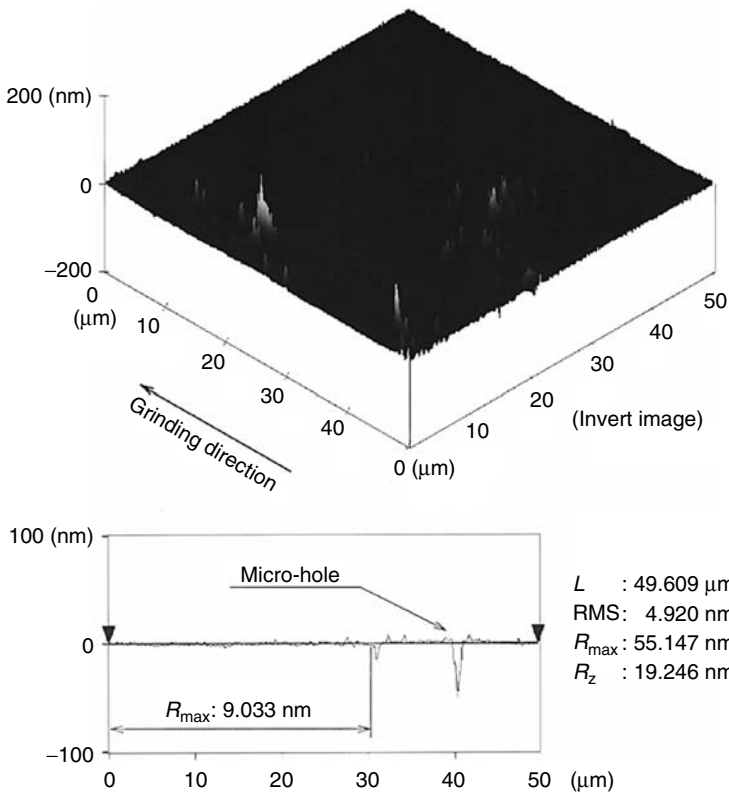 200 (nm)
0
−200
0
(μm)
10
20
30
40
0 (μm)
10
20
30
40
50
Grinding direction
(Invert image)
100 (nm)
0
−100
Micro-hole
Rmax: 9.033 nm
0
10
20
30
40
50
(μm)
L : 49.609 μm
RMS: 4.920 nm
Rmax : 55.147 nm
Rz : 19.246 nm